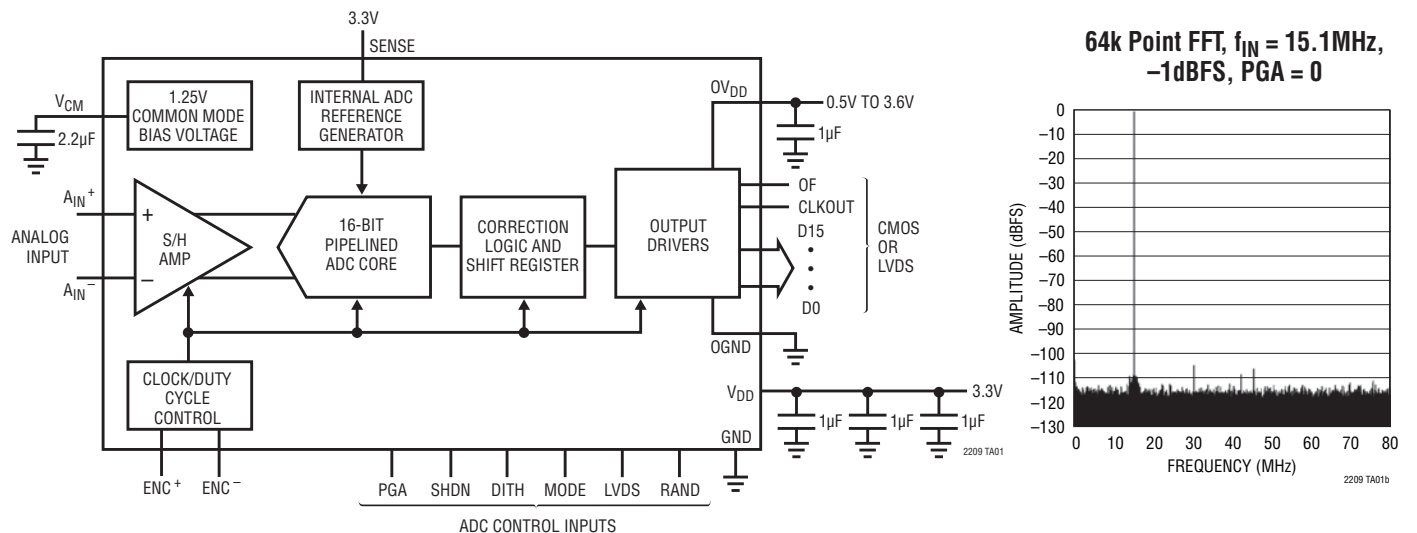 3.3V
SENSE
OVDD
0.5V TO 3.6V
1µF
VCM
2.2µF
1.25V
COMMON MODE
BIAS VOLTAGE
INTERNAL ADC
REFERENCE
GENERATOR
AIN+
ANALOG
INPUT
AIN–
+
S/H
AMP
–
16-BIT
PIPELINED
ADC CORE
CORRECTION
LOGIC AND
SHIFT REGISTER
OUTPUT
DRIVERS
OF
CLKOUT
D15
•
•
•
D0
CMOS
OR
LVDS
OGND
CLOCK/DUTY
CYCLE
CONTROL
VDD
3.3V
1µF
1µF
1µF
GND
2209 TA01
ENC+
ENC–
PGA
SHDN
DITH
MODE
LVDS
RAND
ADC CONTROL INPUTS
64k Point FFT, fIN = 15.1MHz,
–1dBFS, PGA = 0
AMPLITUDE (dBFS)
0
–10
–20
–30
–40
–50
–60
–70
–80
–90
–100
–110
–120
–130
0 10 20 30 40 50 60 70 80
FREQUENCY (MHz)
2209 TA01b